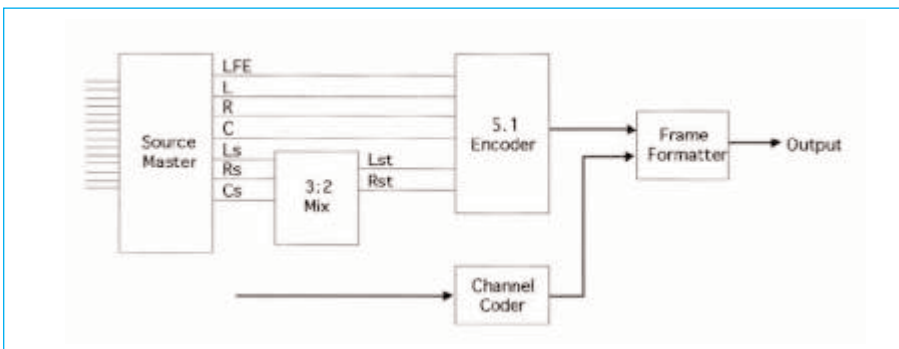 LFE
L
R
C
Ls
Rs
Cs
Source
Master
3:2
Mix
Lst
Rst
5.1
Encoder
Frame
Formatter
Output
Channel
Coder